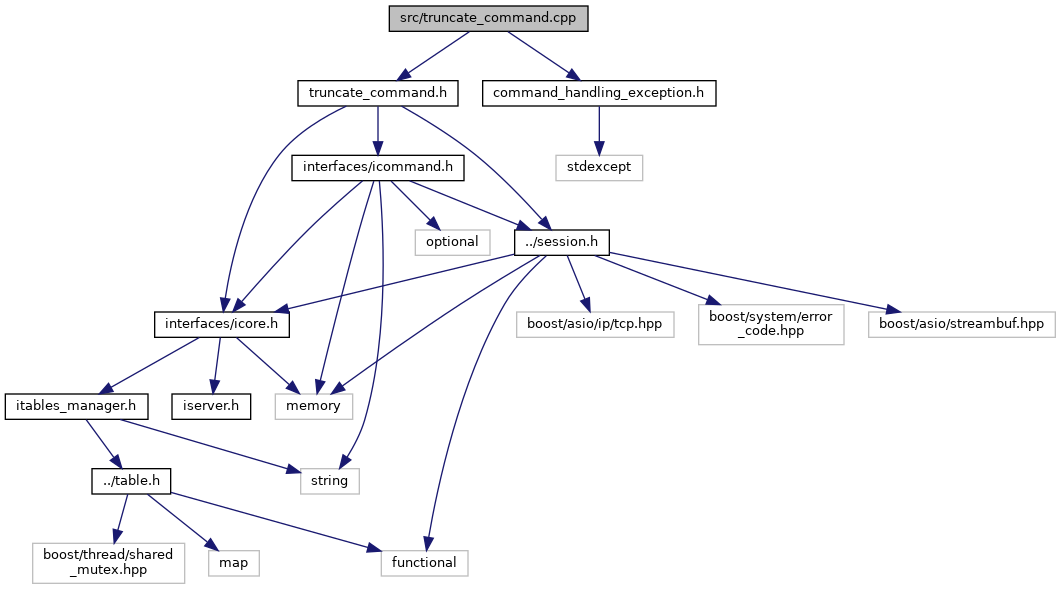 src/truncate_command.cpp
truncate_command.h
command_handling_exception.h
interfaces/icommand.h
stdexcept
optional
../session.h
interfaces/icore.h
boost/asio/ip/tcp.hpp
boost/system/error
_code.hpp
boost/asio/streambuf.hpp
itables_manager.h
iserver.h
memory
../table.h
string
boost/thread/shared
_mutex.hpp
map
functional